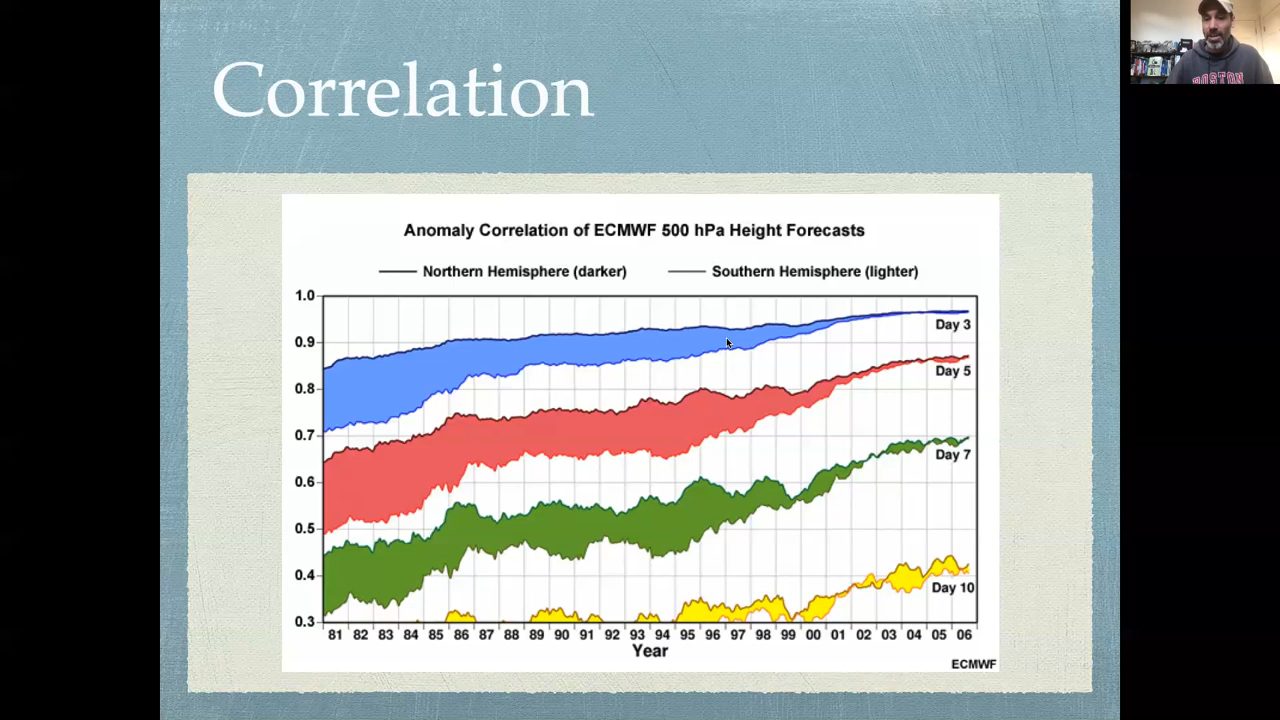 Correlation
BOSTON
Anomaly Correlation of ECMWF 500 hPa Height Forecasts
Northern Hemisphere (darker) Southern Hemisphere (lighter)
1.0
0.9
0.8
0.7
0.6
0.5
0.4
0.3
Day 3
Day 5
Day 7
Day 10
81 82 83 84 85 86 87 88 89 90 91 92 93 94 95 96 97 98 99 00 01 02 03 04 05 06
Year
ECMWF